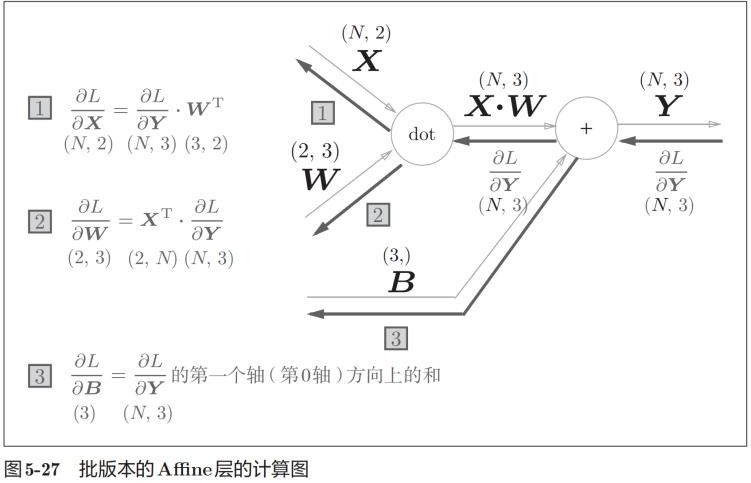 (N, 2)
X
1 ∂L/∂X = ∂L/∂Y · W^T
(N, 2) (N, 3) (3, 2)
1
dot
(N, 3)
X·W
+
(N, 3)
Y
(2, 3)
W
∂L/∂Y
(N, 3)
∂L/∂Y
(N, 3)
2 ∂L/∂W = X^T · ∂L/∂Y
(2, 3) (2, N) (N, 3)
2
(3,)
B
3
3 ∂L/∂B = ∂L/∂Y 的第一个轴(第0轴)方向上的和
(3) (N, 3)
图5-27 批版本的Affine层的计算图